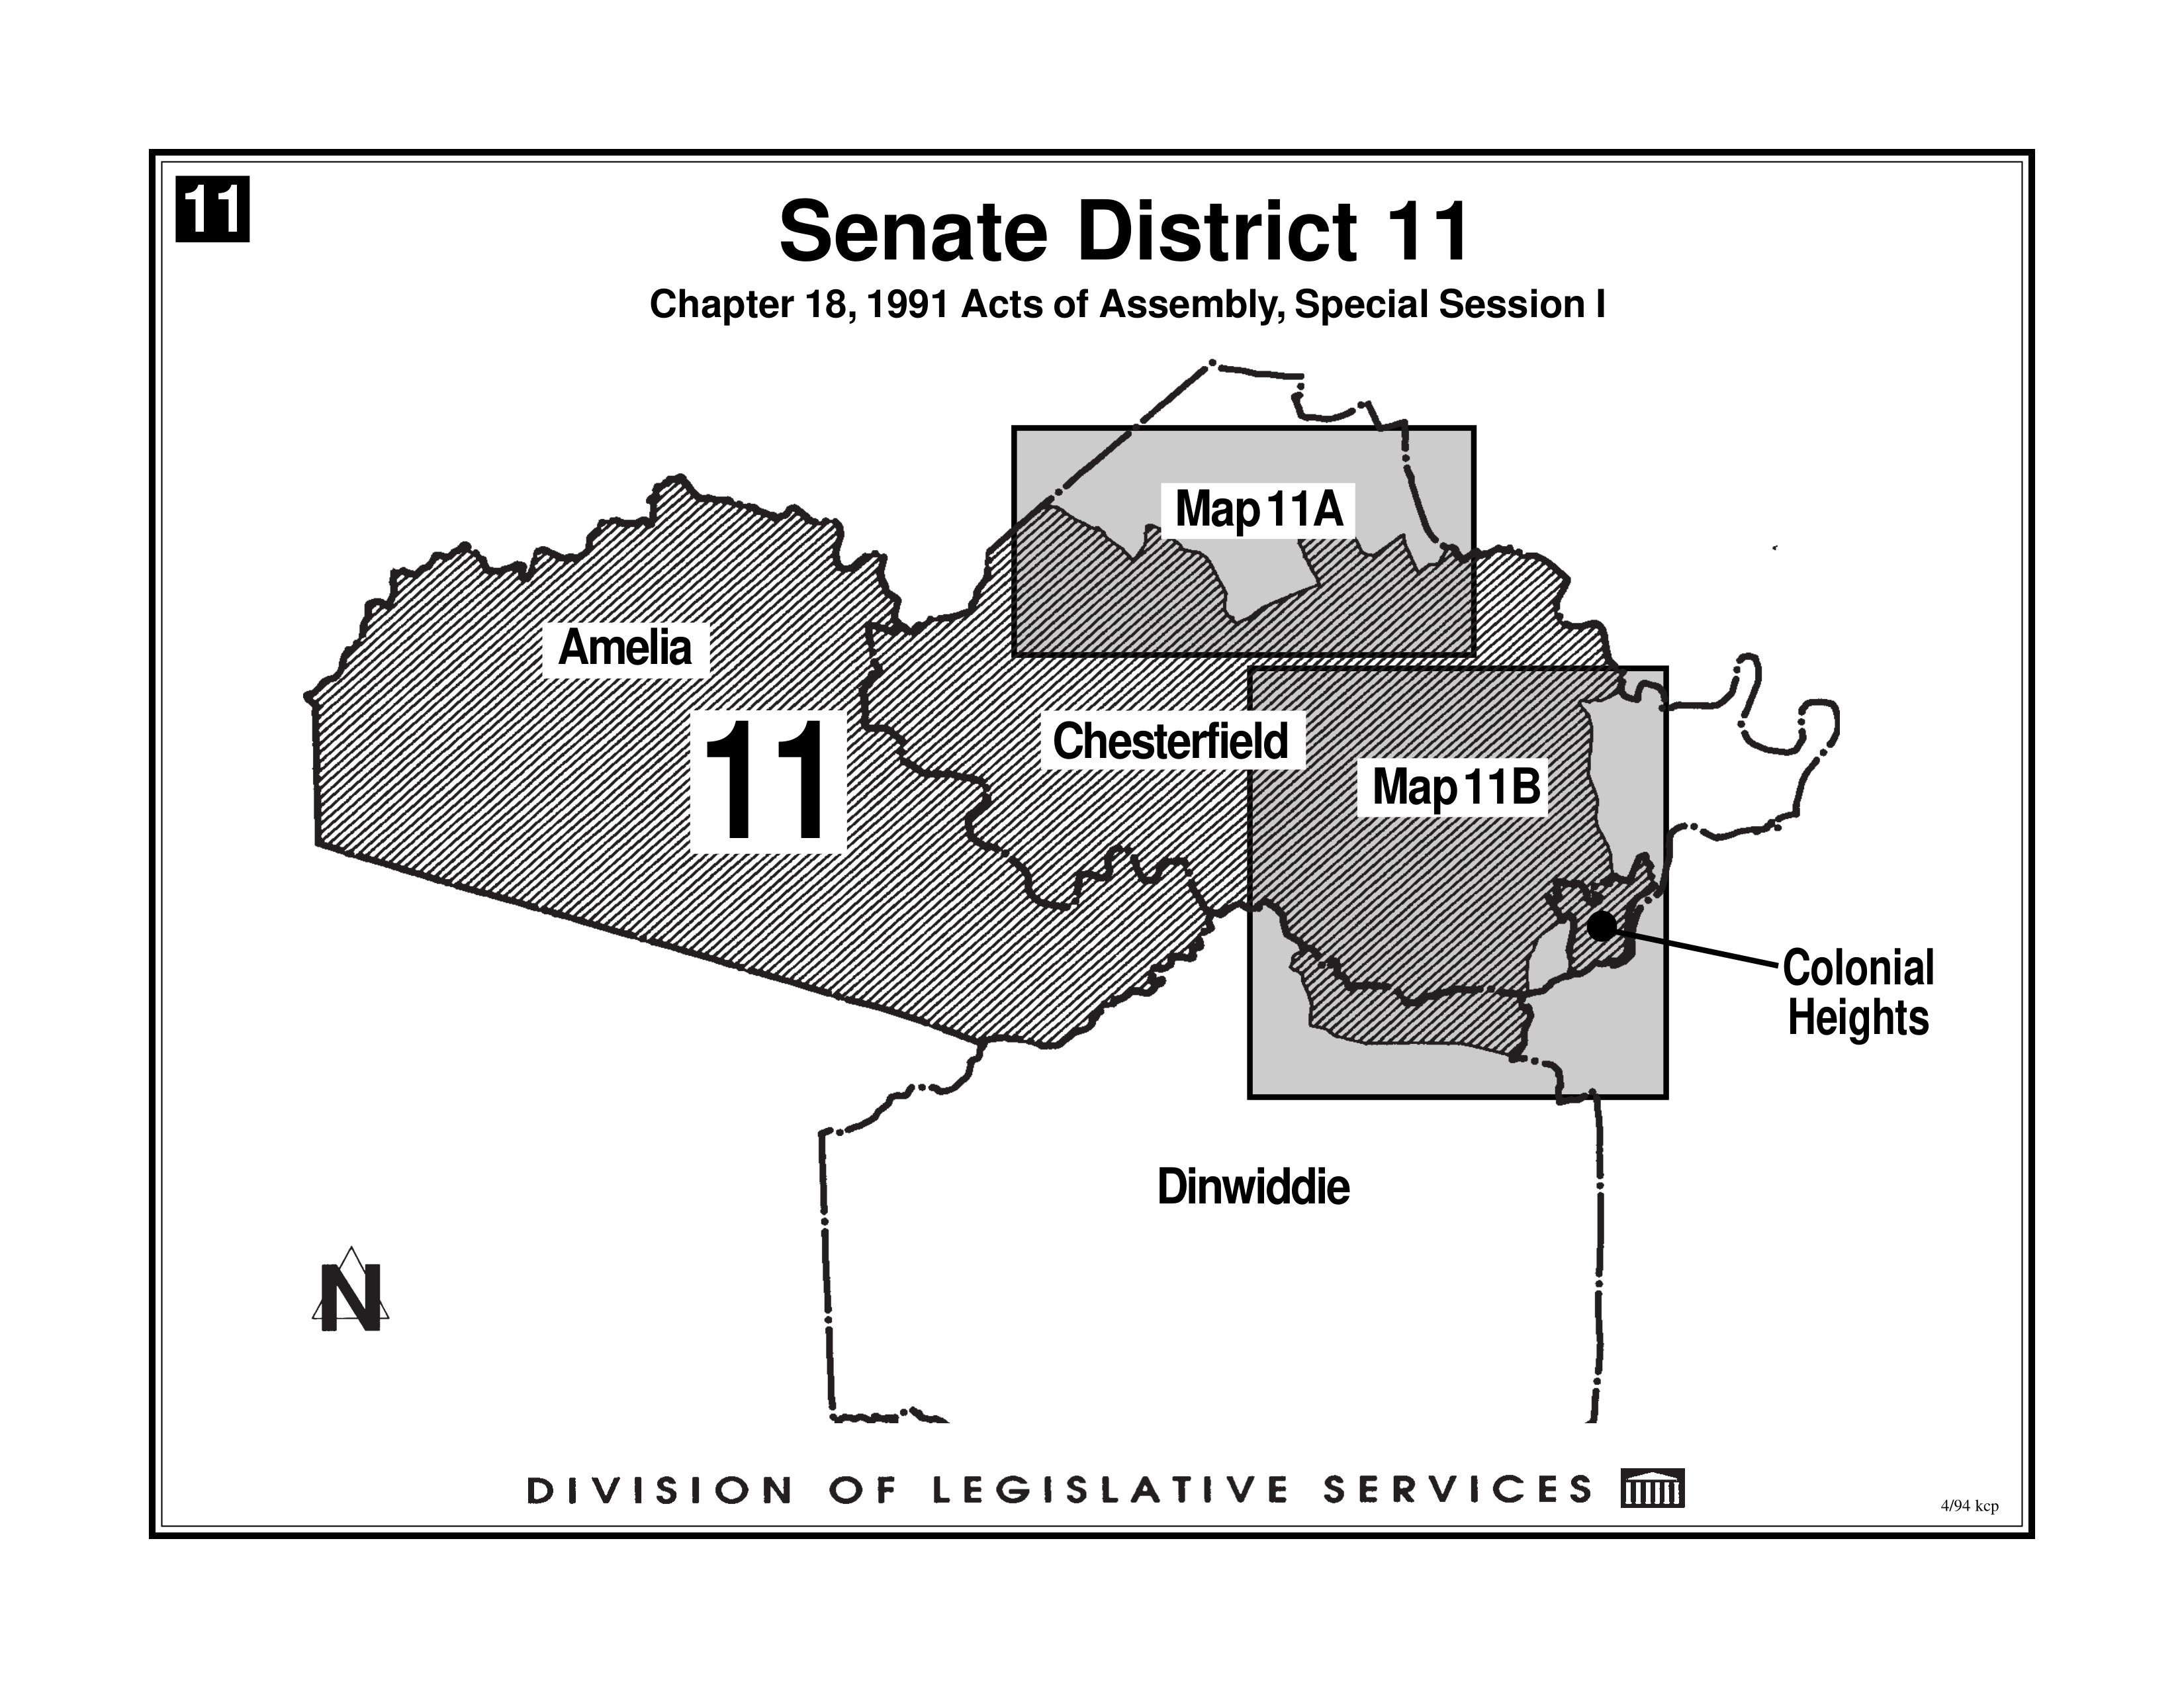 11
Senate District 11
Chapter 18, 1991 Acts of Assembly, Special Session I
Map 11A
Amelia
11
Chesterfield
Map 11B
Colonial
Heights
Dinwiddie
N
DIVISION OF LEGISLATIVE SERVICES
4/94 kcp